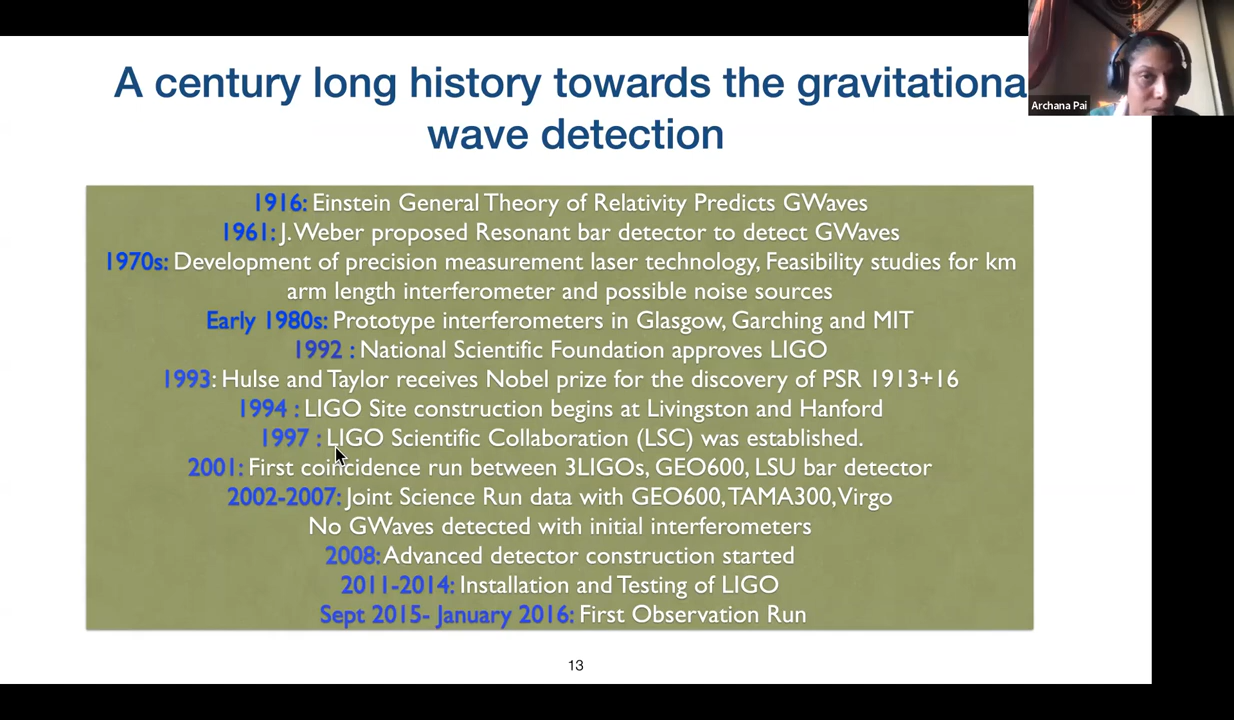 A century long history towards the gravitationa
wave detection
Archana Pai
1916: Einstein General Theory of Relativity Predicts GWaves
1961: J. Weber proposed Resonant bar detector to detect GWaves
1970s: Development of precision measurement laser technology, Feasibility studies for km
arm length interferometer and possible noise sources
Early 1980s: Prototype interferometers in Glasgow, Garching and MIT
1992 : National Scientific Foundation approves LIGO
1993: Hulse and Taylor receives Nobel prize for the discovery of PSR 1913+16
1994 : LIGO Site construction begins at Livingston and Hanford
1997 : LIGO Scientific Collaboration (LSC) was established.
2001: First coincidence run between 3LIGOs, GEO600, LSU bar detector
2002-2007: Joint Science Run data with GEO600, TAMA300, Virgo
No GWaves detected with initial interferometers
2008: Advanced detector construction started
2011-2014: Installation and Testing of LIGO
Sept 2015- January 2016: First Observation Run
13